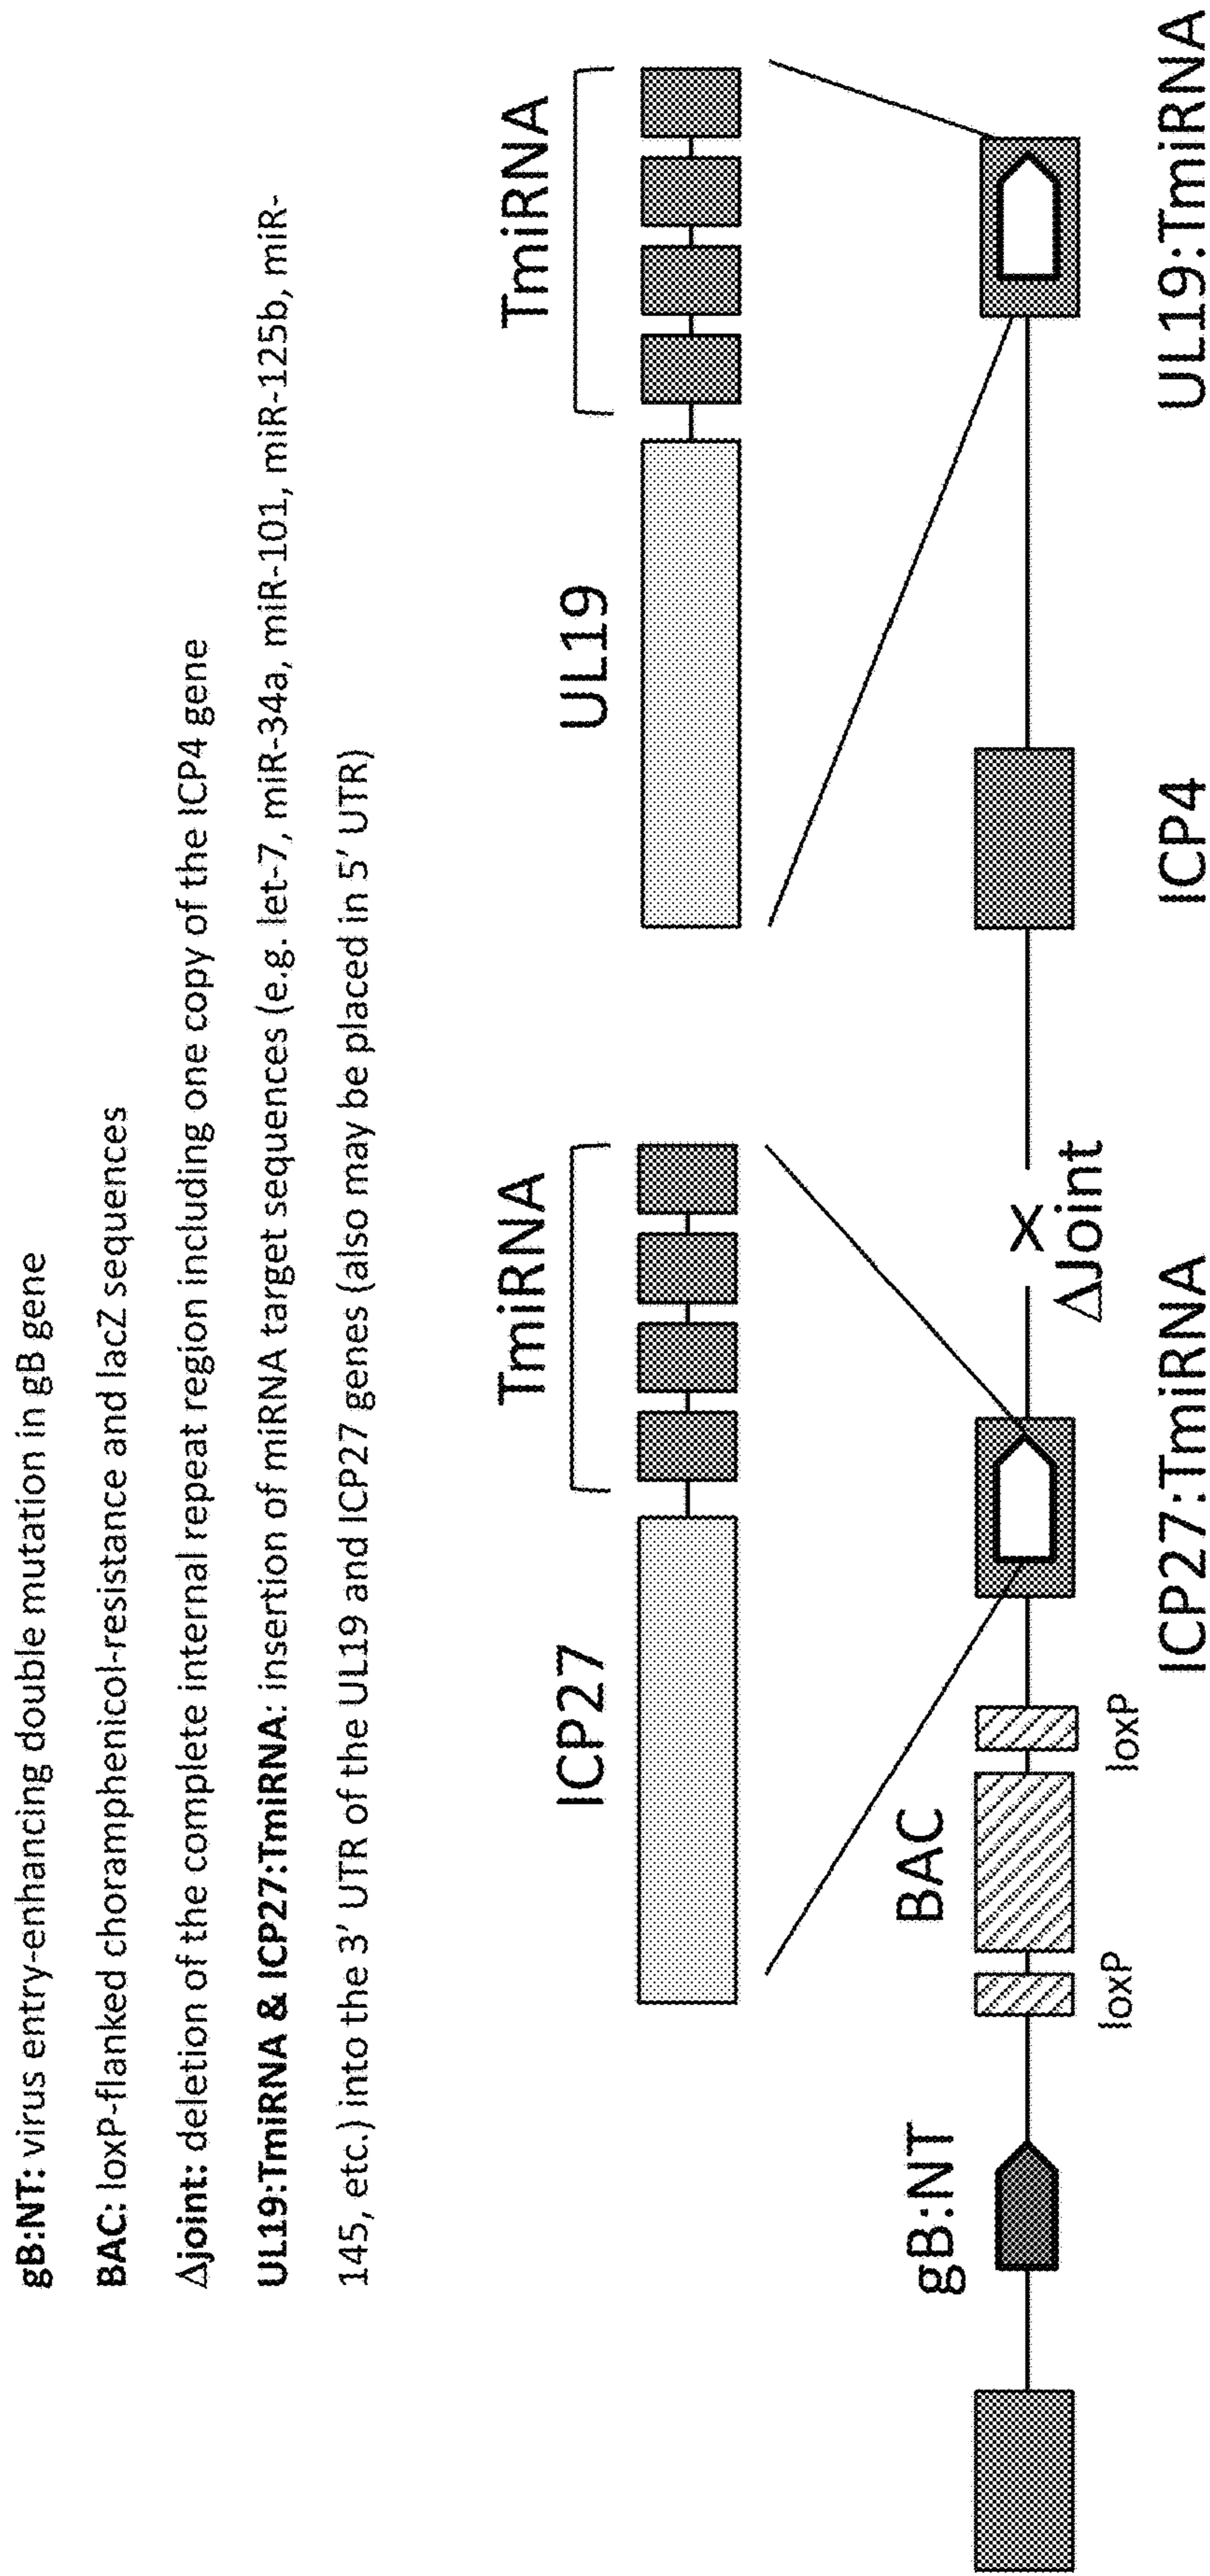 gB:NT: virus entry-enhancing double mutation in gB gene
BAC: loxP-flanked choramphenicol-resistance and lacZ sequences
Δjoint: deletion of the complete internal repeat region including one copy of the ICP4 gene
UL19:TmiRNA & ICP27:TmiRNA: insertion of miRNA target sequences (e.g. let-7, miR-34a, miR-101, miR-125b, miR-
145, etc.) into the 3′ UTR of the UL19 and ICP27 genes (also may be placed in 5′ UTR)
TmiRNA
TmiRNA
ICP27
UL19
gB:NT
BAC
loxP
loxP
ΔJoint
ICP27:TmiRNA
X
ICP4
UL19:TmiRNA